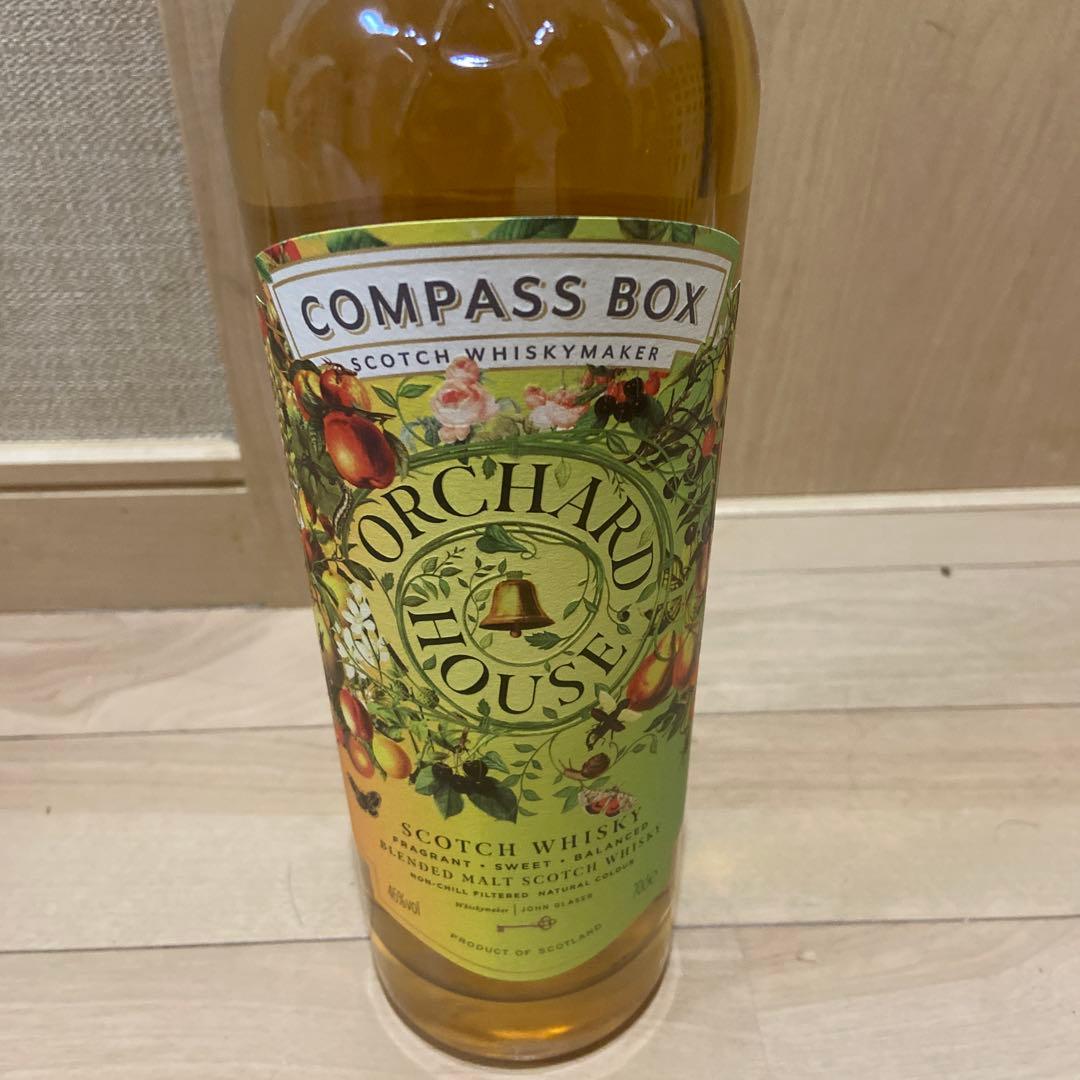 COMPASS BOX
SCOTCH WHISKYMAKER
ORCHARD
HOUSE
SCOTCH WHISKY
FRAGRANT • SWEET • BALANCED
BLENDED MALT SCOTCH WHISKY
NON-CHILL FILTERED NATURAL COLOUR
46%vol
70cl
Whiskymaker | JOHN GLASER
PRODUCT OF SCOTLAND